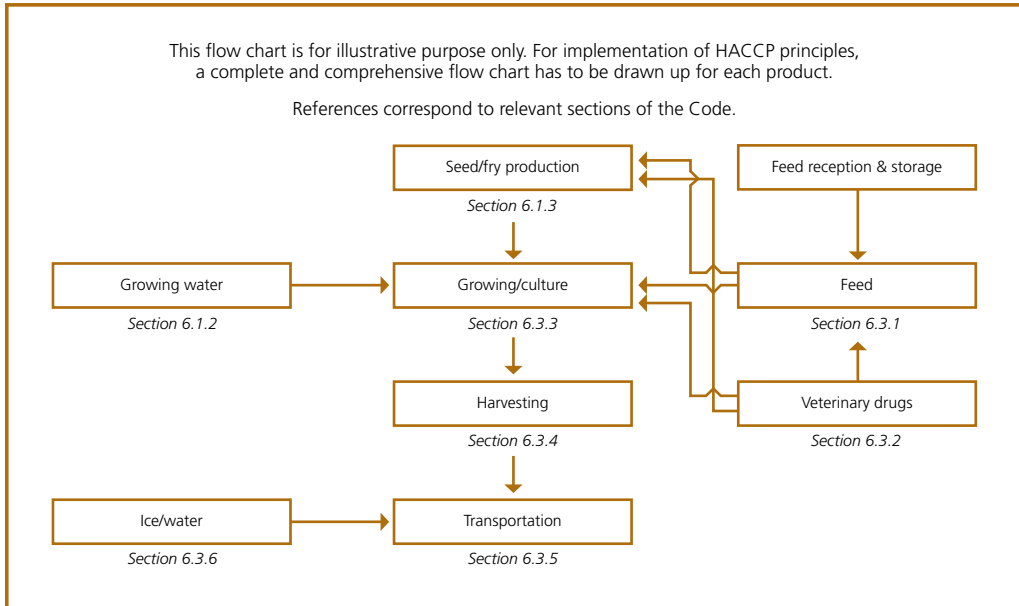 This flow chart is for illustrative purpose only. For implementation of HACCP principles,
a complete and comprehensive flow chart has to be drawn up for each product.
References correspond to relevant sections of the Code.
Seed/fry production
Section 6.1.3
Feed reception & storage
Growing water
Section 6.1.2
Growing/culture
Section 6.3.3
Feed
Section 6.3.1
Harvesting
Section 6.3.4
Veterinary drugs
Section 6.3.2
Ice/water
Section 6.3.6
Transportation
Section 6.3.5